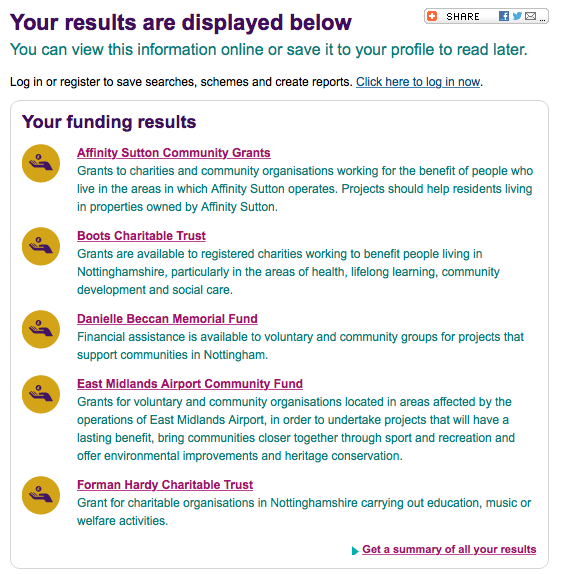 Your results are displayed below
SHARE ...
You can view this information online or save it to your profile to read later.
Log in or register to save searches, schemes and create reports. Click here to log in now.
Your funding results
Affinity Sutton Community Grants
Grants to charities and community organisations working for the benefit of people who
live in the areas in which Affinity Sutton operates. Projects should help residents living
in properties owned by Affinity Sutton.
Boots Charitable Trust
Grants are available to registered charities working to benefit people living in
Nottinghamshire, particularly in the areas of health, lifelong learning, community
development and social care.
Danielle Beccan Memorial Fund
Financial assistance is available to voluntary and community groups for projects that
support communities in Nottingham.
East Midlands Airport Community Fund
Grants for voluntary and community organisations located in areas affected by the
operations of East Midlands Airport, in order to undertake projects that will have a
lasting benefit, bring communities closer together through sport and recreation and
offer environmental improvements and heritage conservation.
Forman Hardy Charitable Trust
Grant for charitable organisations in Nottinghamshire carrying out education, music or
welfare activities.
Get a summary of all your results